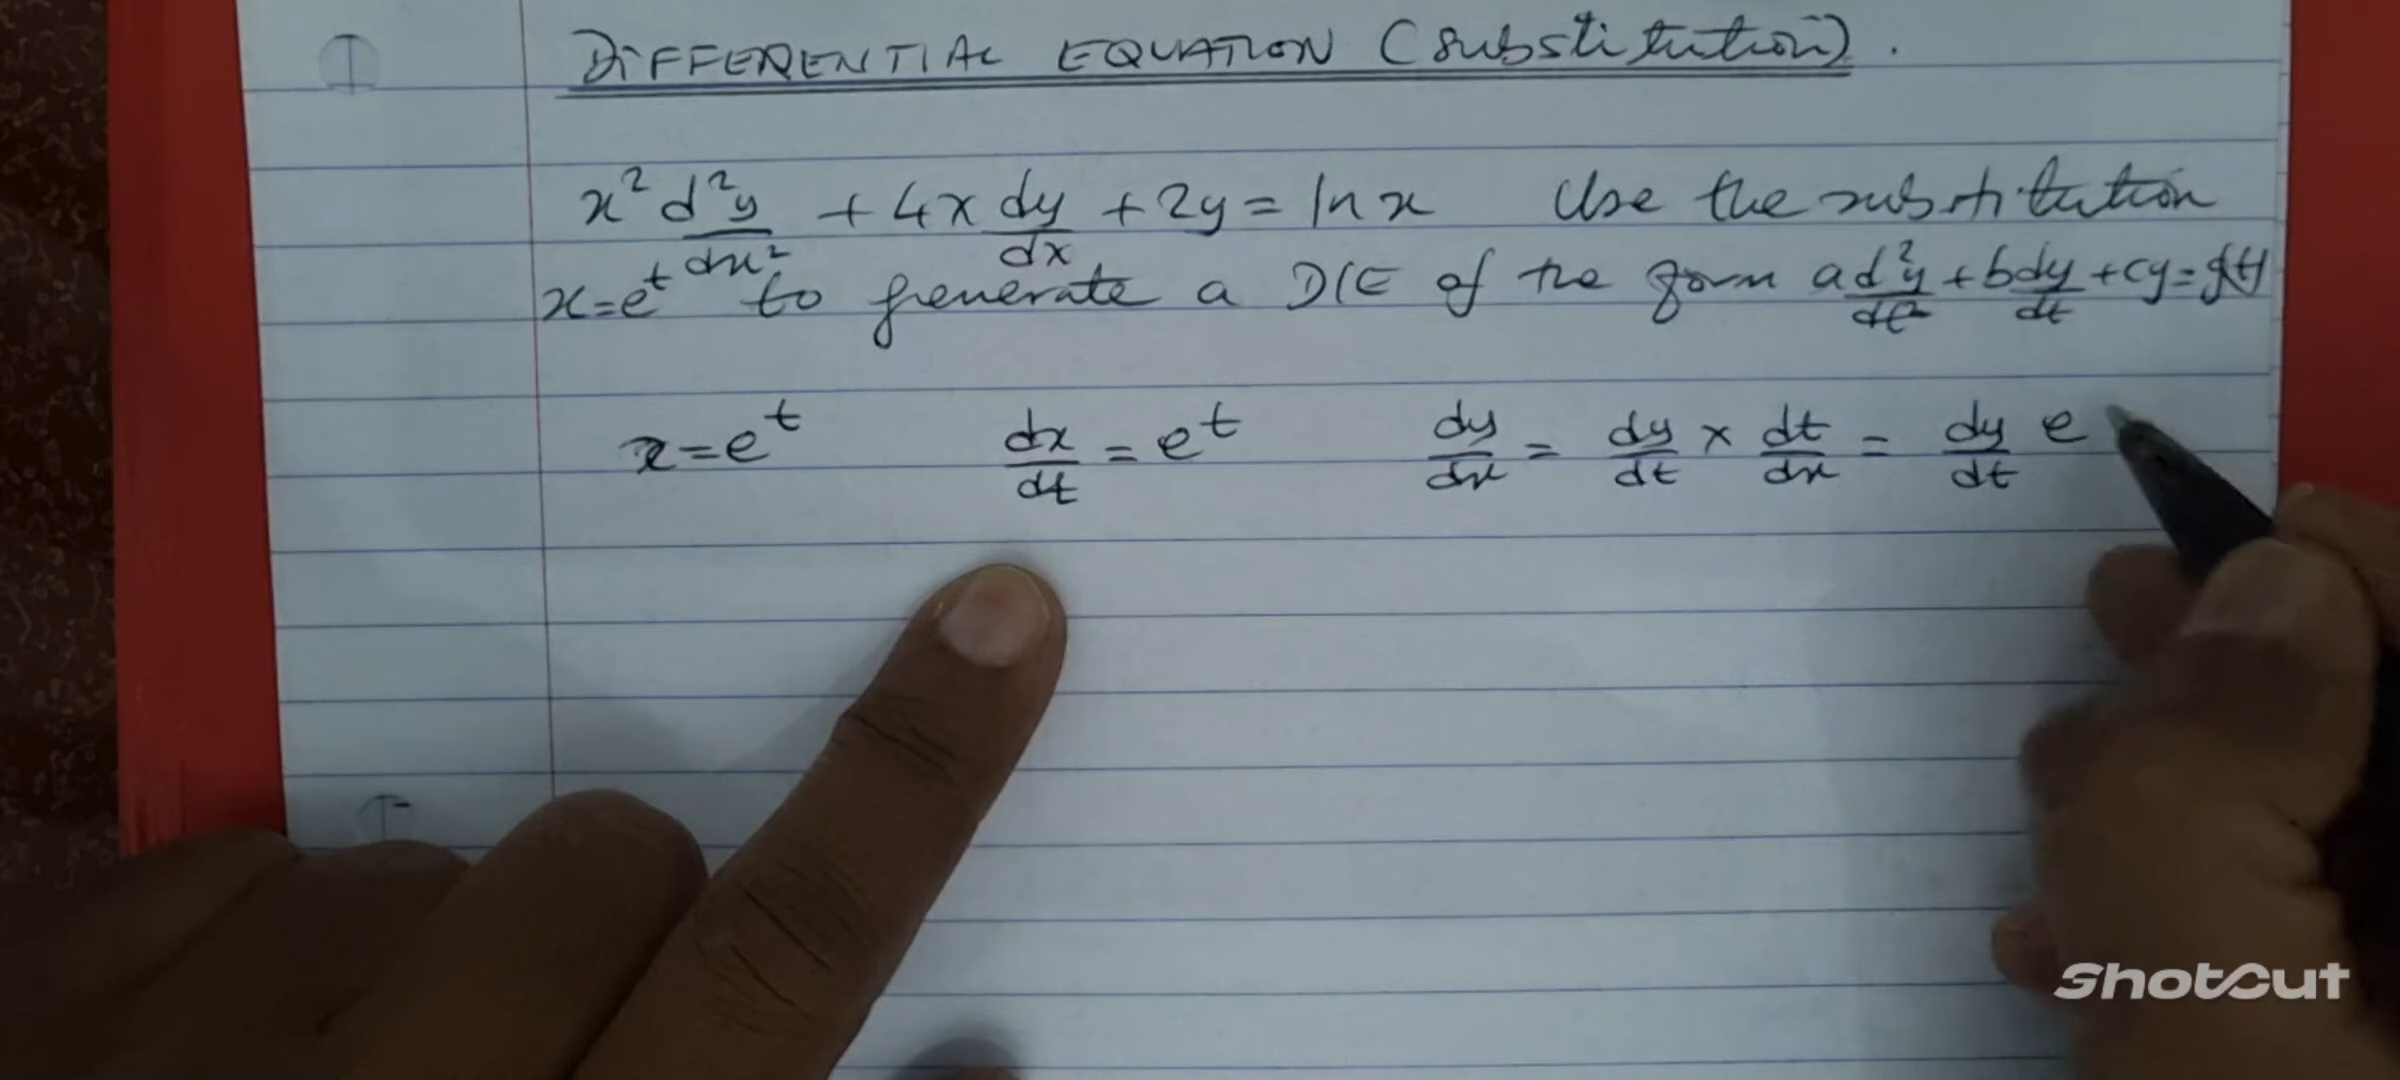 DIFFERENTIAL EQUATION (substitution).
x² d²y/dx² + 4x dy/dx + 2y = ln x Use the substitution
x=e^t to generate a D/E of the form a d²y/dt² + b dy/dt + cy =
x=e^t dx/dt = e^t dy/dx = dy/dt × dt/dx = dy/dt e
Shotcut